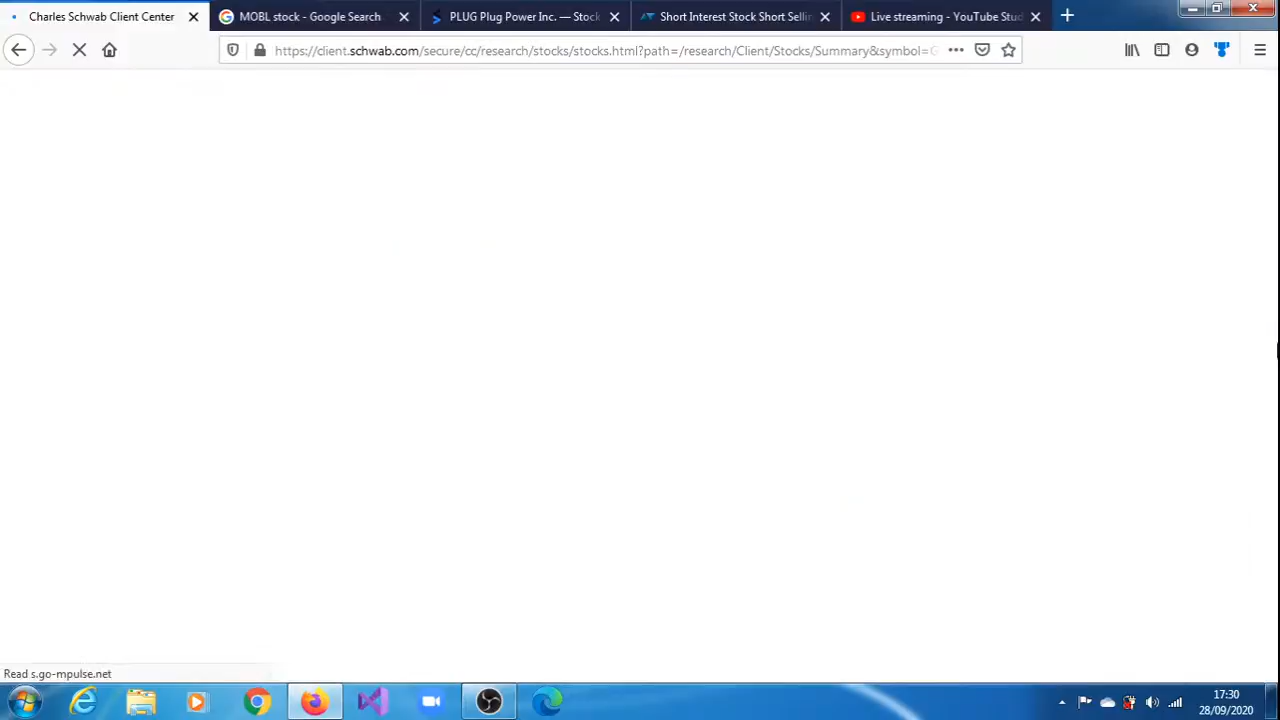 Charles Schwab Client Center
MOBL stock - Google Search
PLUG Plug Power Inc. — Stock
Short Interest Stock Short Sellin
Live streaming - YouTube Stud
https://client.schwab.com/secure/cc/research/stocks/stocks.html?path=/research/Client/Stocks/Summary&symbol=G
Read s.go-mpulse.net
17:30
28/09/2020